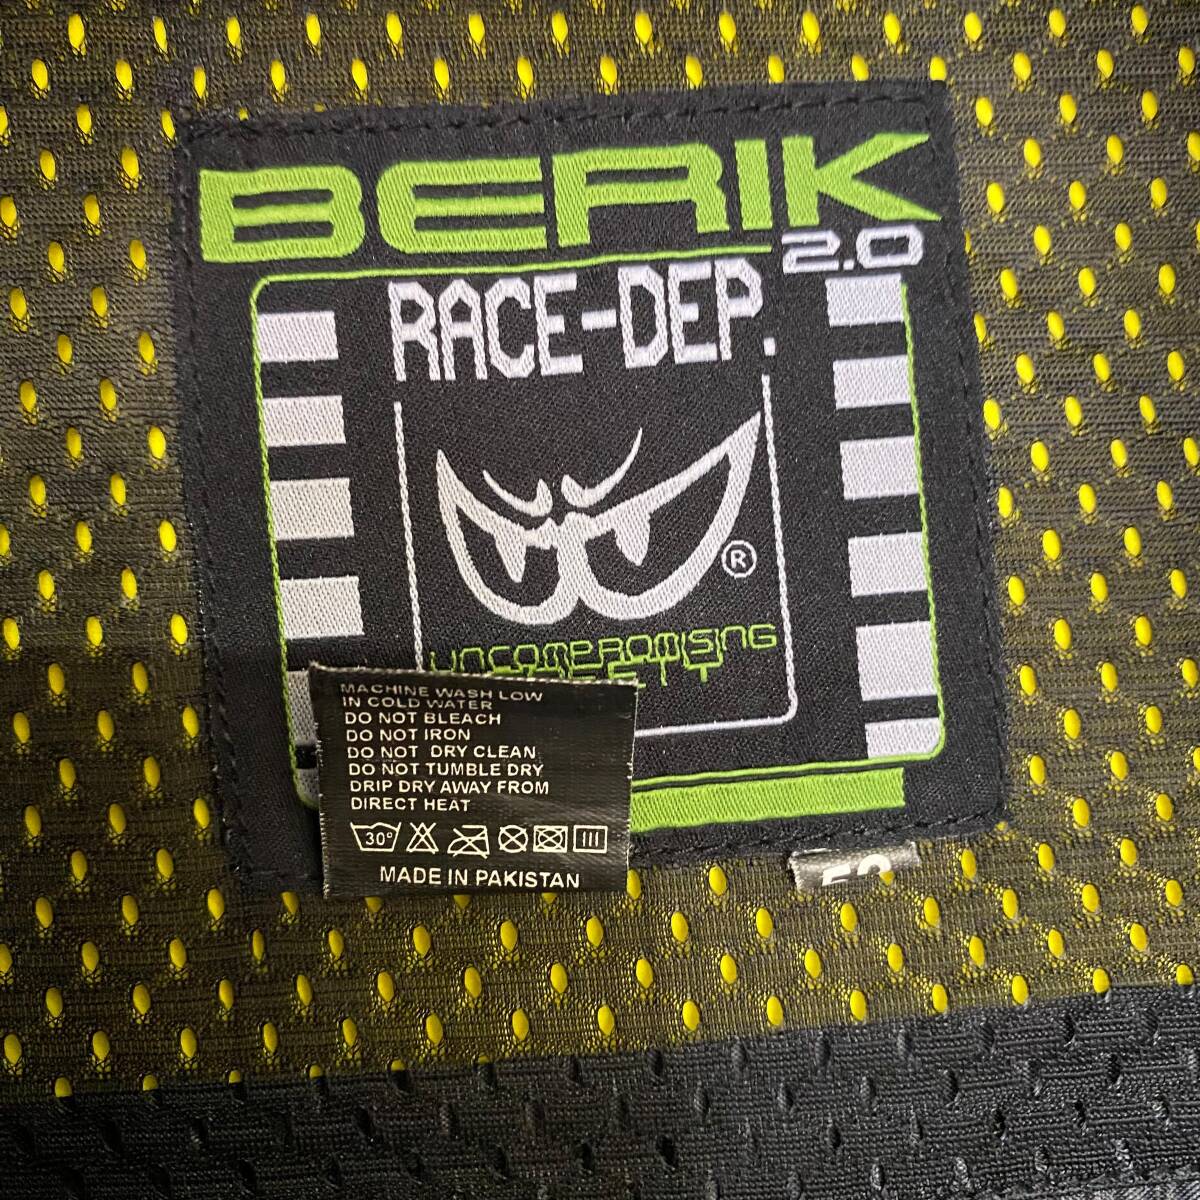 BERIK
2.0
RACE-DEP.
®
UNCOMPROMISING
MACHINE WASH LOW
IN COLD WATER
DO NOT BLEACH
DO NOT IRON
DO NOT DRY CLEAN
DO NOT TUMBLE DRY
DRIP DRY AWAY FROM
DIRECT HEAT
30°
MADE IN PAKISTAN